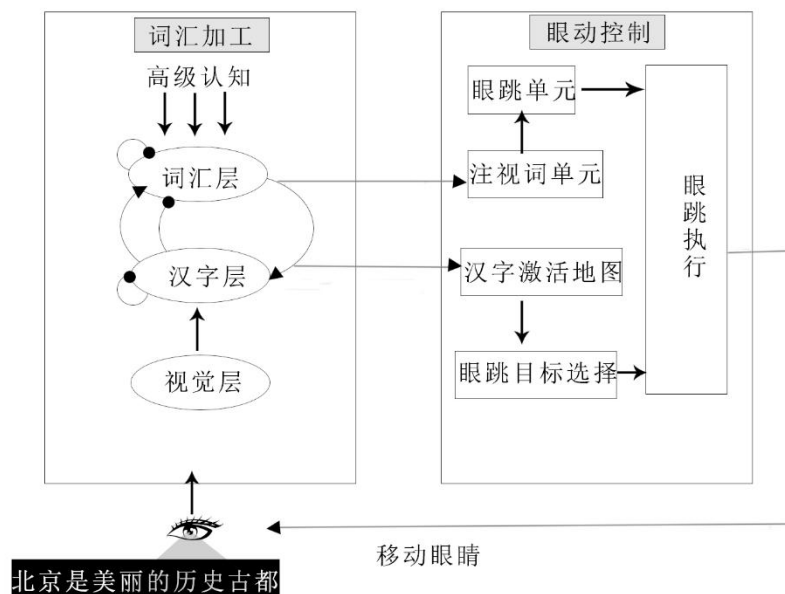 词汇加工
高级认知
词汇层
汉字层
视觉层
眼动控制
眼跳单元
注视词单元
汉字激活地图
眼跳目标选择
眼跳执行
移动眼睛
北京是美丽的历史古都